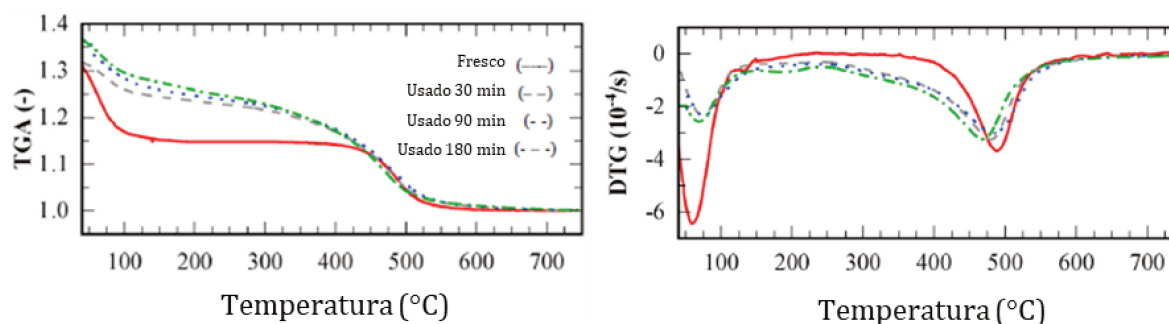 1.4
1.3
1.2
1.1
1.0
TGA (-)
Fresco (—)
Usado 30 min (- -)
Usado 90 min (- -)
Usado 180 min (- - -)
100 200 300 400 500 600 700
Temperatura (°C)
0
-2
-4
-6
DTG (10⁻⁴/s)
100 200 300 400 500 600 700
Temperatura (°C)